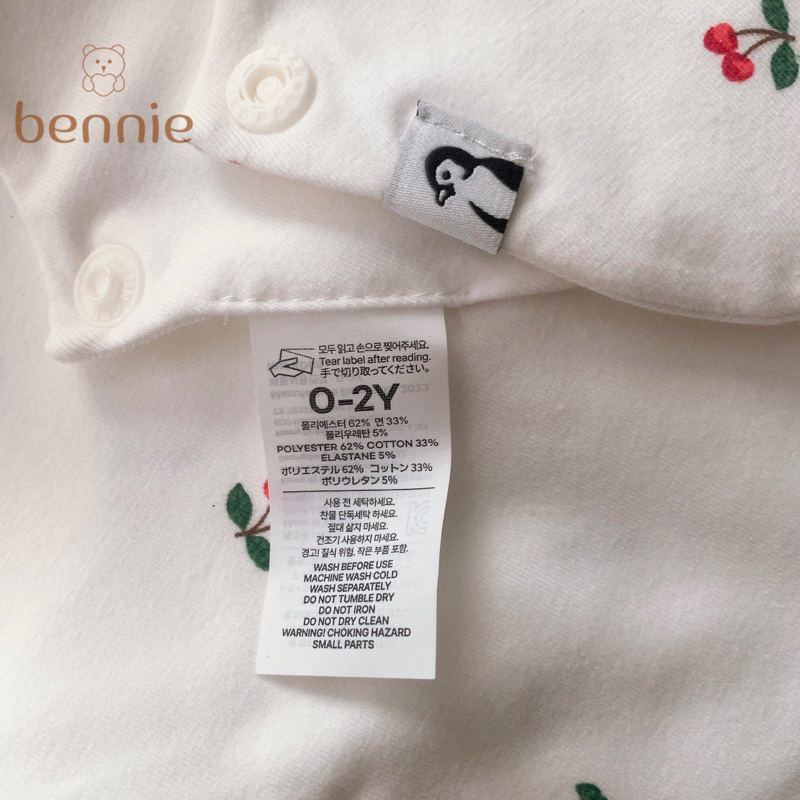 bennie
모두 읽고 손으로 찢어주세요.
Tear label after reading.
手で切り取ってください。
0-2Y
폴리에스터 62% 면 33%
폴리우레탄 5%
POLYESTER 62% COTTON 33%
ELASTANE 5%
ポリエステル 62% コットン 33%
ポリウレタン 5%
사용 전 세탁하세요.
찬물 단독세탁 하세요.
절대 삶지 마세요.
건조기 사용하지 마세요.
경고! 질식 위험. 작은 부품 포함.
WASH BEFORE USE
MACHINE WASH COLD
WASH SEPARATELY
DO NOT TUMBLE DRY
DO NOT IRON
DO NOT DRY CLEAN
WARNING! CHOKING HAZARD
SMALL PARTS